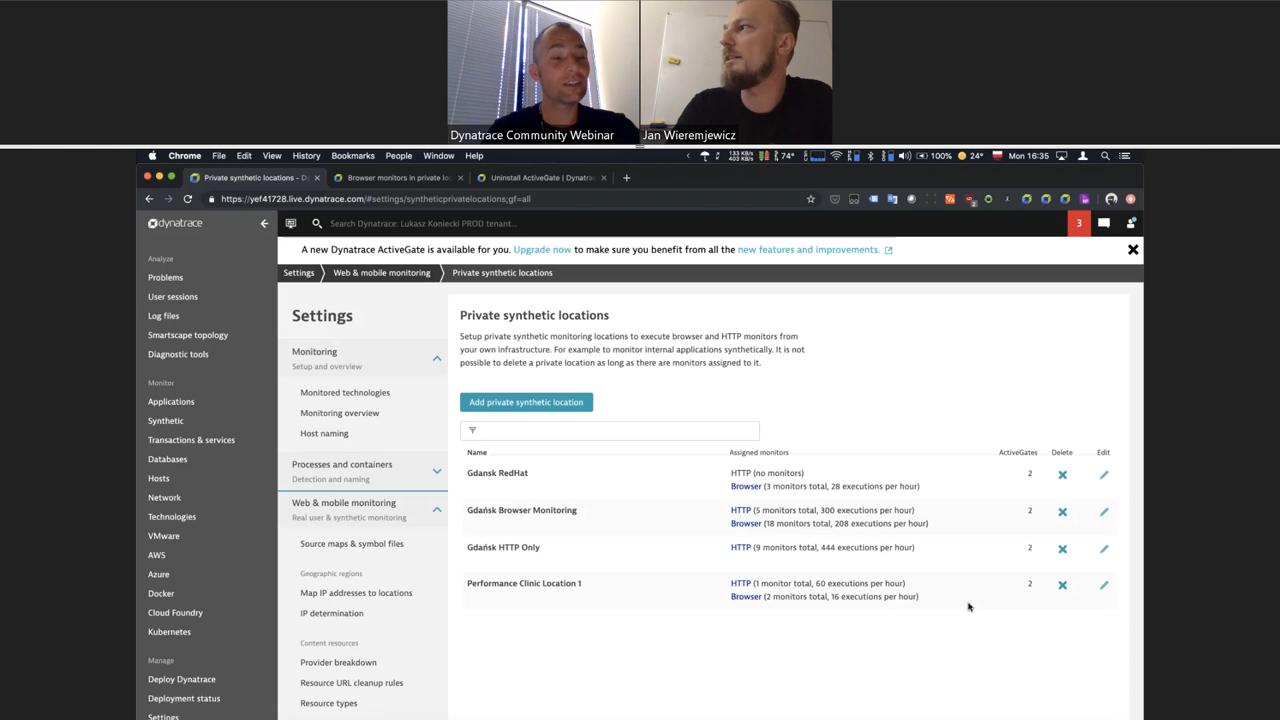 Dynatrace Community Webinar
Jan Wieremjewicz
Chrome File Edit View History Bookmarks People Window Help
133 KB/s
403 KB/s
74° 100% 24° Mon 16:35
Private synthetic locations - D
Browser monitors in private lo
Uninstall ActiveGate | Dynatra
https://yef41728.live.dynatrace.com/#settings/syntheticprivatelocations;gf=all
dynatrace
Search Dynatrace: Lukasz Koniecki PROD tenant...
3
A new Dynatrace ActiveGate is available for you. Upgrade now to make sure you benefit from all the new features and improvements.
Settings
Web & mobile monitoring
Private synthetic locations
Analyze
Problems
User sessions
Log files
Smartscape topology
Diagnostic tools
Monitor
Applications
Synthetic
Transactions & services
Databases
Hosts
Network
Technologies
VMware
AWS
Azure
Docker
Cloud Foundry
Kubernetes
Manage
Deploy Dynatrace
Deployment status
Settings
Settings
Monitoring
Setup and overview
Monitored technologies
Monitoring overview
Host naming
Processes and containers
Detection and naming
Web & mobile monitoring
Real user & synthetic monitoring
Source maps & symbol files
Geographic regions
Map IP addresses to locations
IP determination
Content resources
Provider breakdown
Resource URL cleanup rules
Resource types
Private synthetic locations
Setup private synthetic monitoring locations to execute browser and HTTP monitors from
your own infrastructure. For example to monitor internal applications synthetically. It is not
possible to delete a private location as long as there are monitors assigned to it.
Add private synthetic location
Name Assigned monitors ActiveGates Delete Edit
Gdansk RedHat HTTP (no monitors) 2
Browser (3 monitors total, 28 executions per hour)
Gdańsk Browser Monitoring HTTP (5 monitors total, 300 executions per hour) 2
Browser (18 monitors total, 208 executions per hour)
Gdańsk HTTP Only HTTP (9 monitors total, 444 executions per hour) 2
Performance Clinic Location 1 HTTP (1 monitor total, 60 executions per hour) 2
Browser (2 monitors total, 16 executions per hour)